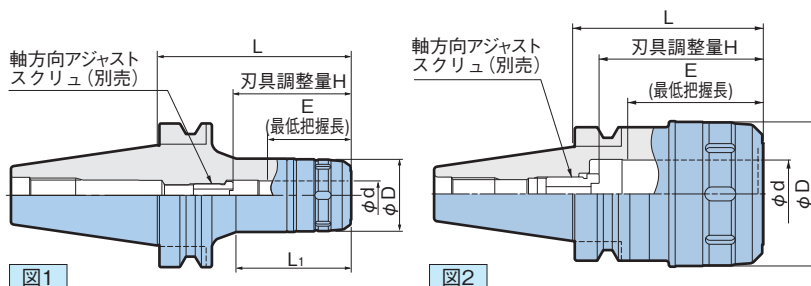 L
軸方向アジャスト
スクリュ(別売)
刃具調整量H
E
(最低把握長)
φd
φD
L1
図1
L
軸方向アジャスト
スクリュ(別売)
刃具調整量H
E
(最低把握長)
φd
φD
図2